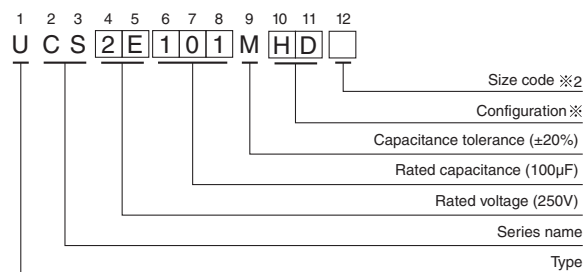 1 2 3 4 5 6 7 8 9 10 11 12
U C S 2 E 1 0 1 M H D
Size code ※2
Configuration※
Capacitance tolerance (±20%)
Rated capacitance (100µF)
Rated voltage (250V)
Series name
Type